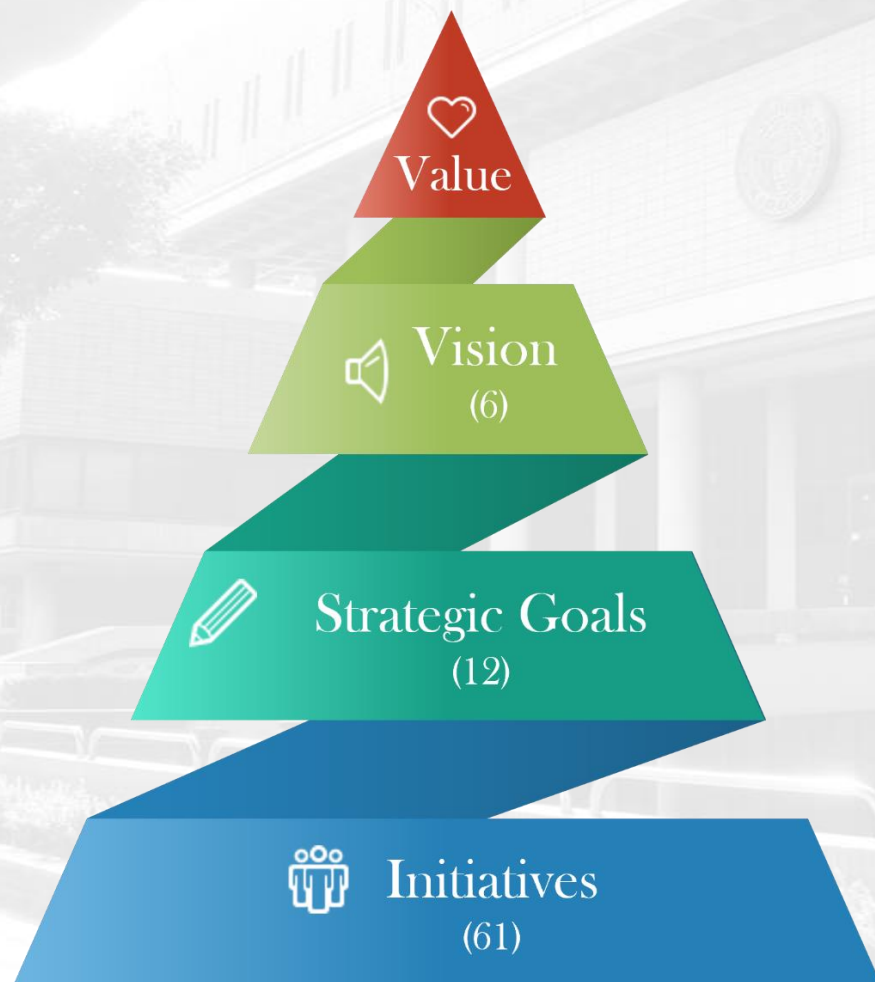 Value
Vision
(6)
Strategic Goals
(12)
Initiatives
(61)